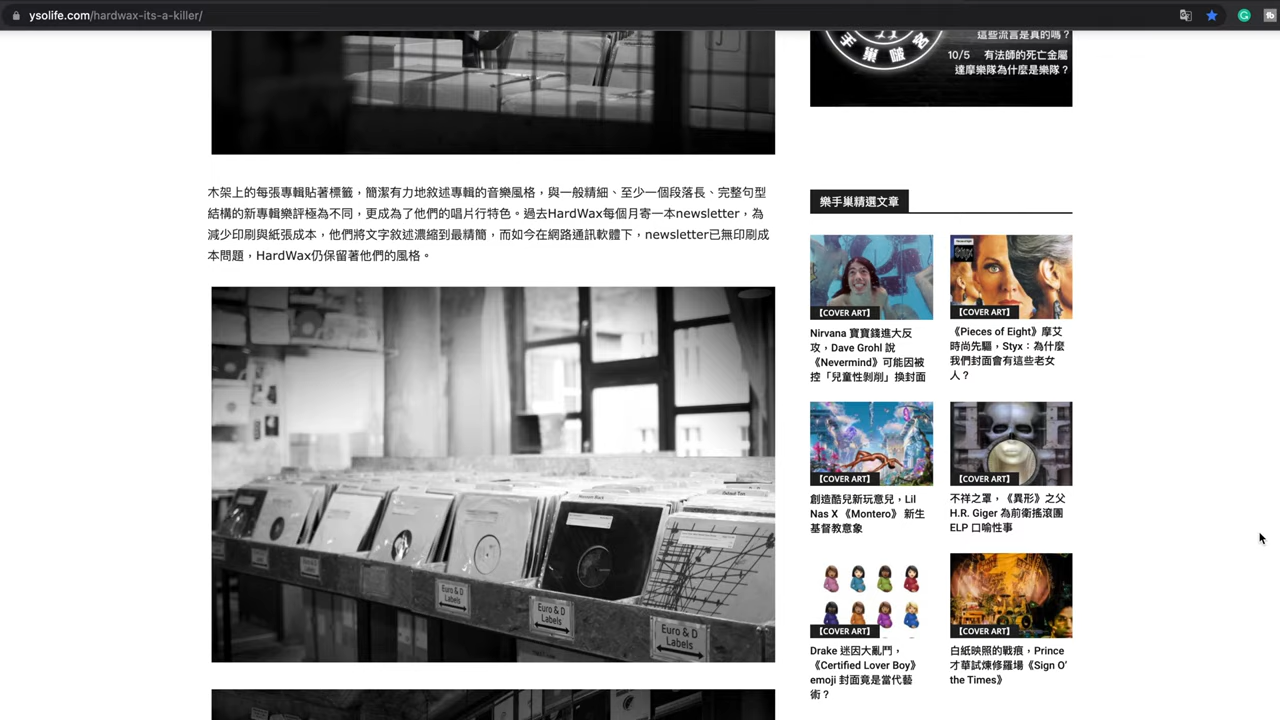 ysolife.com/hardwax-its-a-killer/
手巢破客
這些流言是真的嗎？
10/5 有法師的死亡金屬
達摩樂隊為什麼是樂隊？
木架上的每張專輯貼著標籤，簡潔有力地敘述專輯的音樂風格，與一般精細、至少一個段落長、完整句型
結構的新專輯樂評極為不同，更成為了他們的唱片行特色。過去HardWax每個月寄一本newsletter，為
減少印刷與紙張成本，他們將文字敘述濃縮到最精簡，而如今在網路通訊軟體下，newsletter已無印刷成
本問題，HardWax仍保留著他們的風格。
Euro & D
Labels
Euro & D
Labels
Euro & D
Labels
樂手巢精選文章
【COVER ART】
Nirvana 寶寶錢進大反
攻，Dave Grohl 說
《Nevermind》可能因被
控「兒童性剝削」換封面
【COVER ART】
《Pieces of Eight》摩艾
時尚先驅，Styx：為什麼
我們封面會有這些老女
人？
【COVER ART】
創造酷兒新玩意兒，Lil
Nas X 《Montero》 新生
基督教意象
【COVER ART】
不祥之罩，《異形》之父
H.R. Giger 為前衛搖滾團
ELP 口喻性事
【COVER ART】
Drake 迷因大亂鬥，
《Certified Lover Boy》
emoji 封面竟是當代藝
術？
【COVER ART】
白紙映照的戰痕，Prince
才華試煉修羅場《Sign O’
the Times》